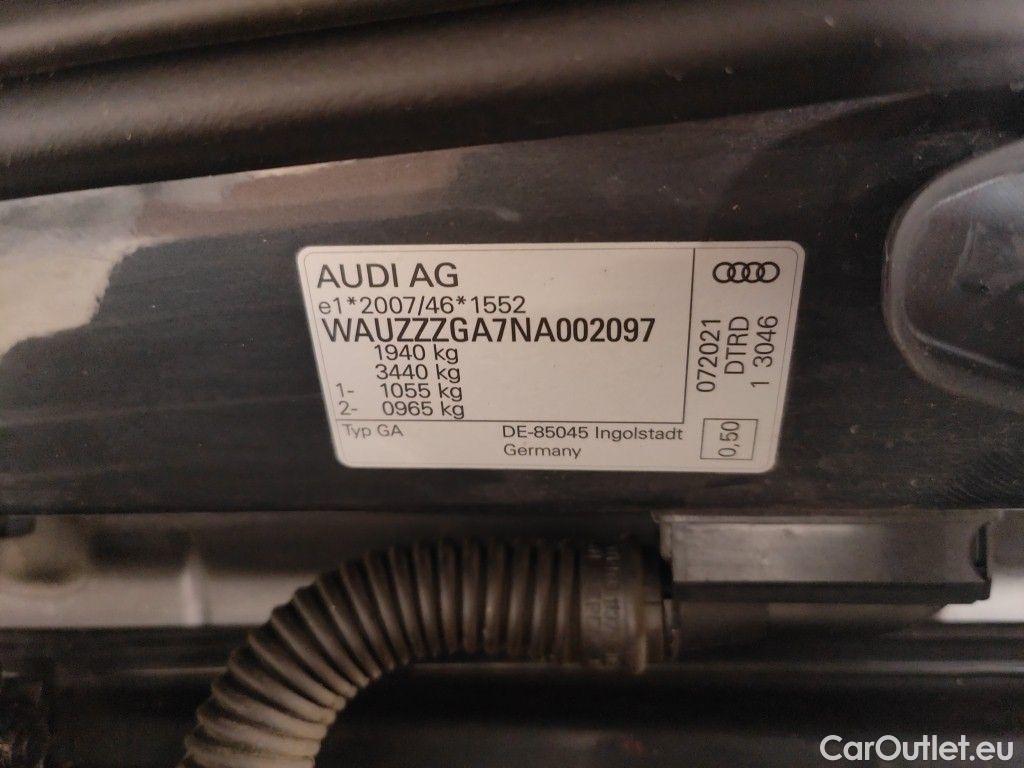 AUDI AG
e1*2007/46*1552
WAUZZZGA7NA002097
1940 kg
3440 kg
1- 1055 kg
2- 0965 kg
Typ GA
DE-85045 Ingolstadt
Germany
072021
DTRD
1 3046
0,50
CarOutlet.eu